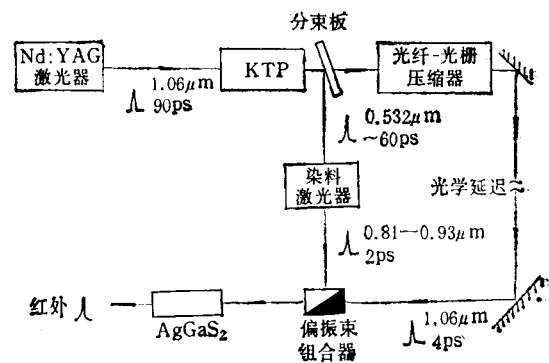 分束板
Nd:YAG
激光器
1.06μm
90ps
KTP
光纤-光栅
压缩器
0.532μm
~60ps
染料
激光器
光学延迟
0.81—0.93μm
2ps
红外
AgGaS₂
偏振束
组合器
1.06μm
4ps